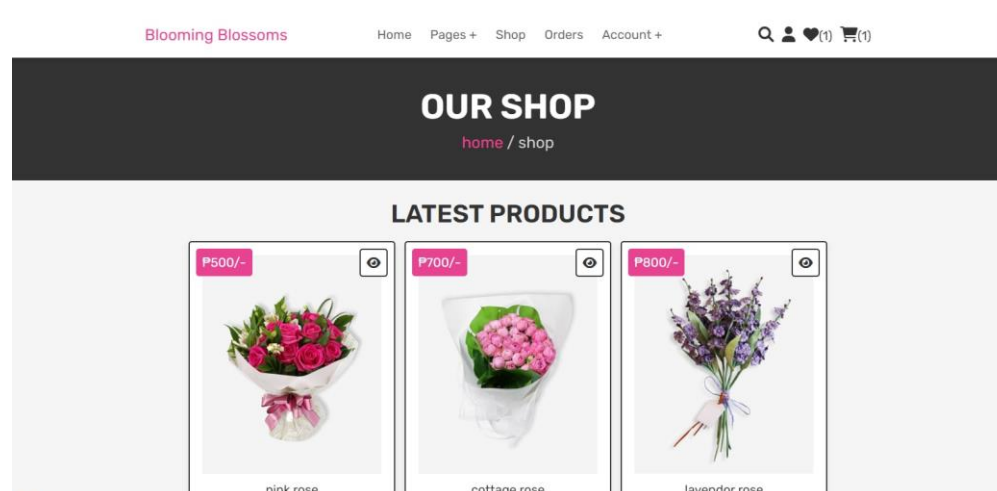 Blooming Blossoms Home Pages + Shop Orders Account + (1) (1)
OUR SHOP
home / shop
LATEST PRODUCTS
₱500/- ₱700/- ₱800/-
pink rose cottage rose lavendor rose